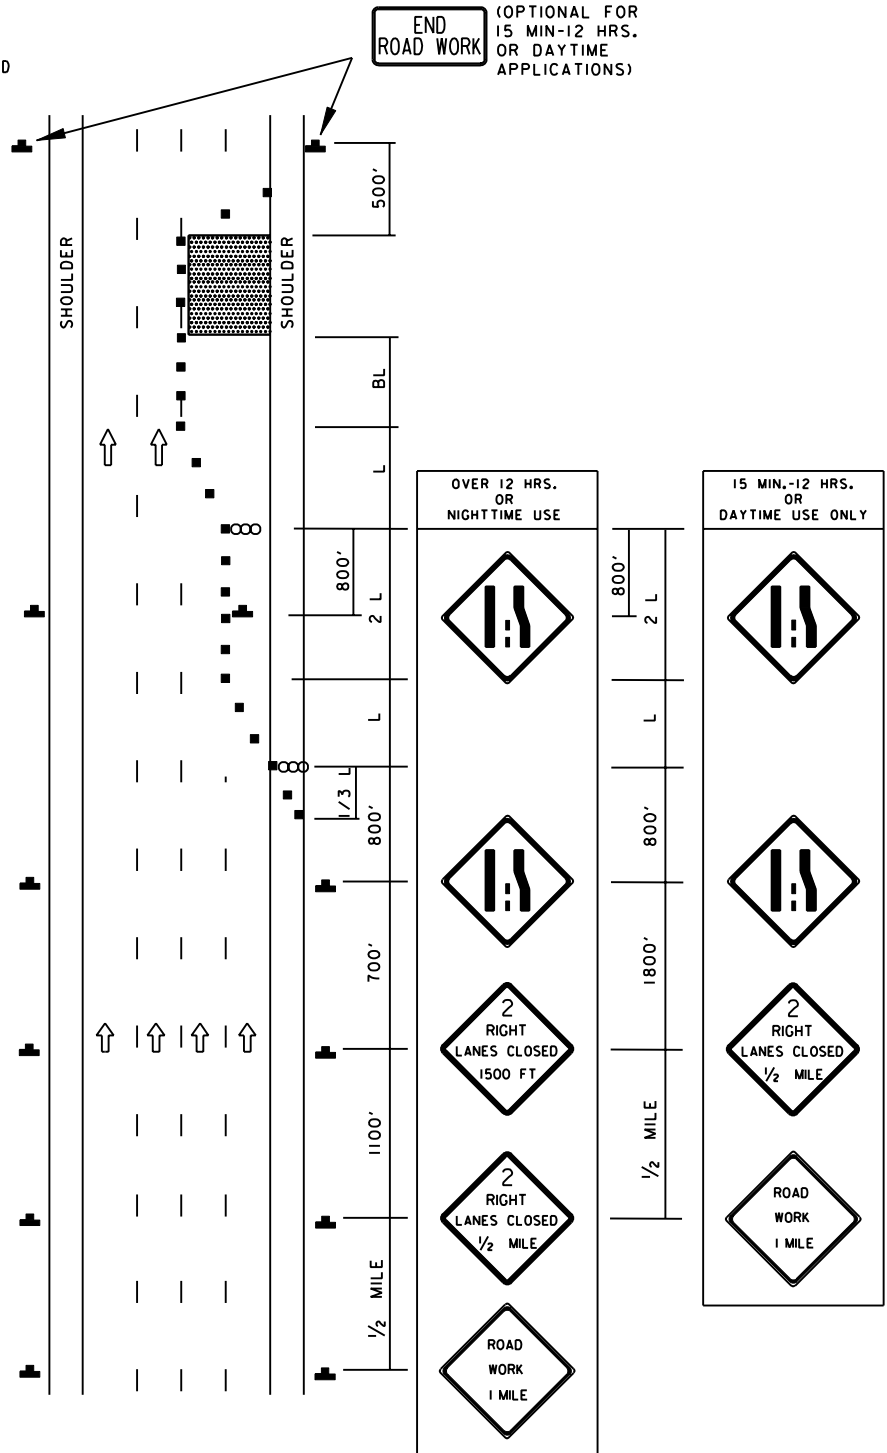 END
ROAD WORK
(OPTIONAL FOR
15 MIN-12 HRS.
OR DAYTIME
APPLICATIONS)
D
500'
SHOULDER
SHOULDER
BL
L
800'
2 L
L
1/3 L
800'
700'
1100'
1/2 MILE
OVER 12 HRS.
OR
NIGHTTIME USE
2
RIGHT
LANES CLOSED
1500 FT
2
RIGHT
LANES CLOSED
1/2 MILE
ROAD
WORK
1 MILE
800'
2 L
L
800'
1800'
1/2 MILE
15 MIN.-12 HRS.
OR
DAYTIME USE ONLY
2
RIGHT
LANES CLOSED
1/2 MILE
ROAD
WORK
1 MILE